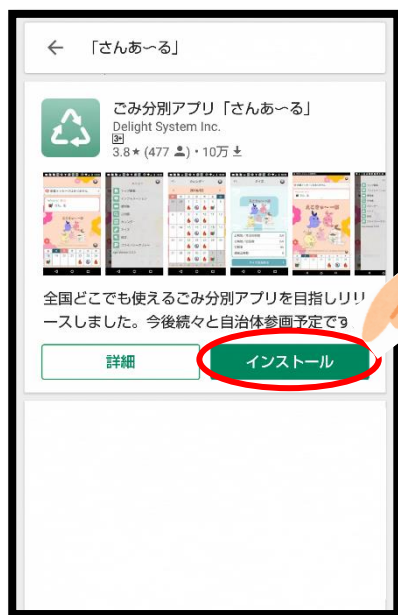 ← 「さんあ～る」
ごみ分別アプリ「さんあ～る」
Delight System Inc.
3+
3.8★ (477 ) • 10万
全国どこでも使えるごみ分別アプリを目指しリリ
ースしました。今後続々と自治体参画予定です
詳細
インストール